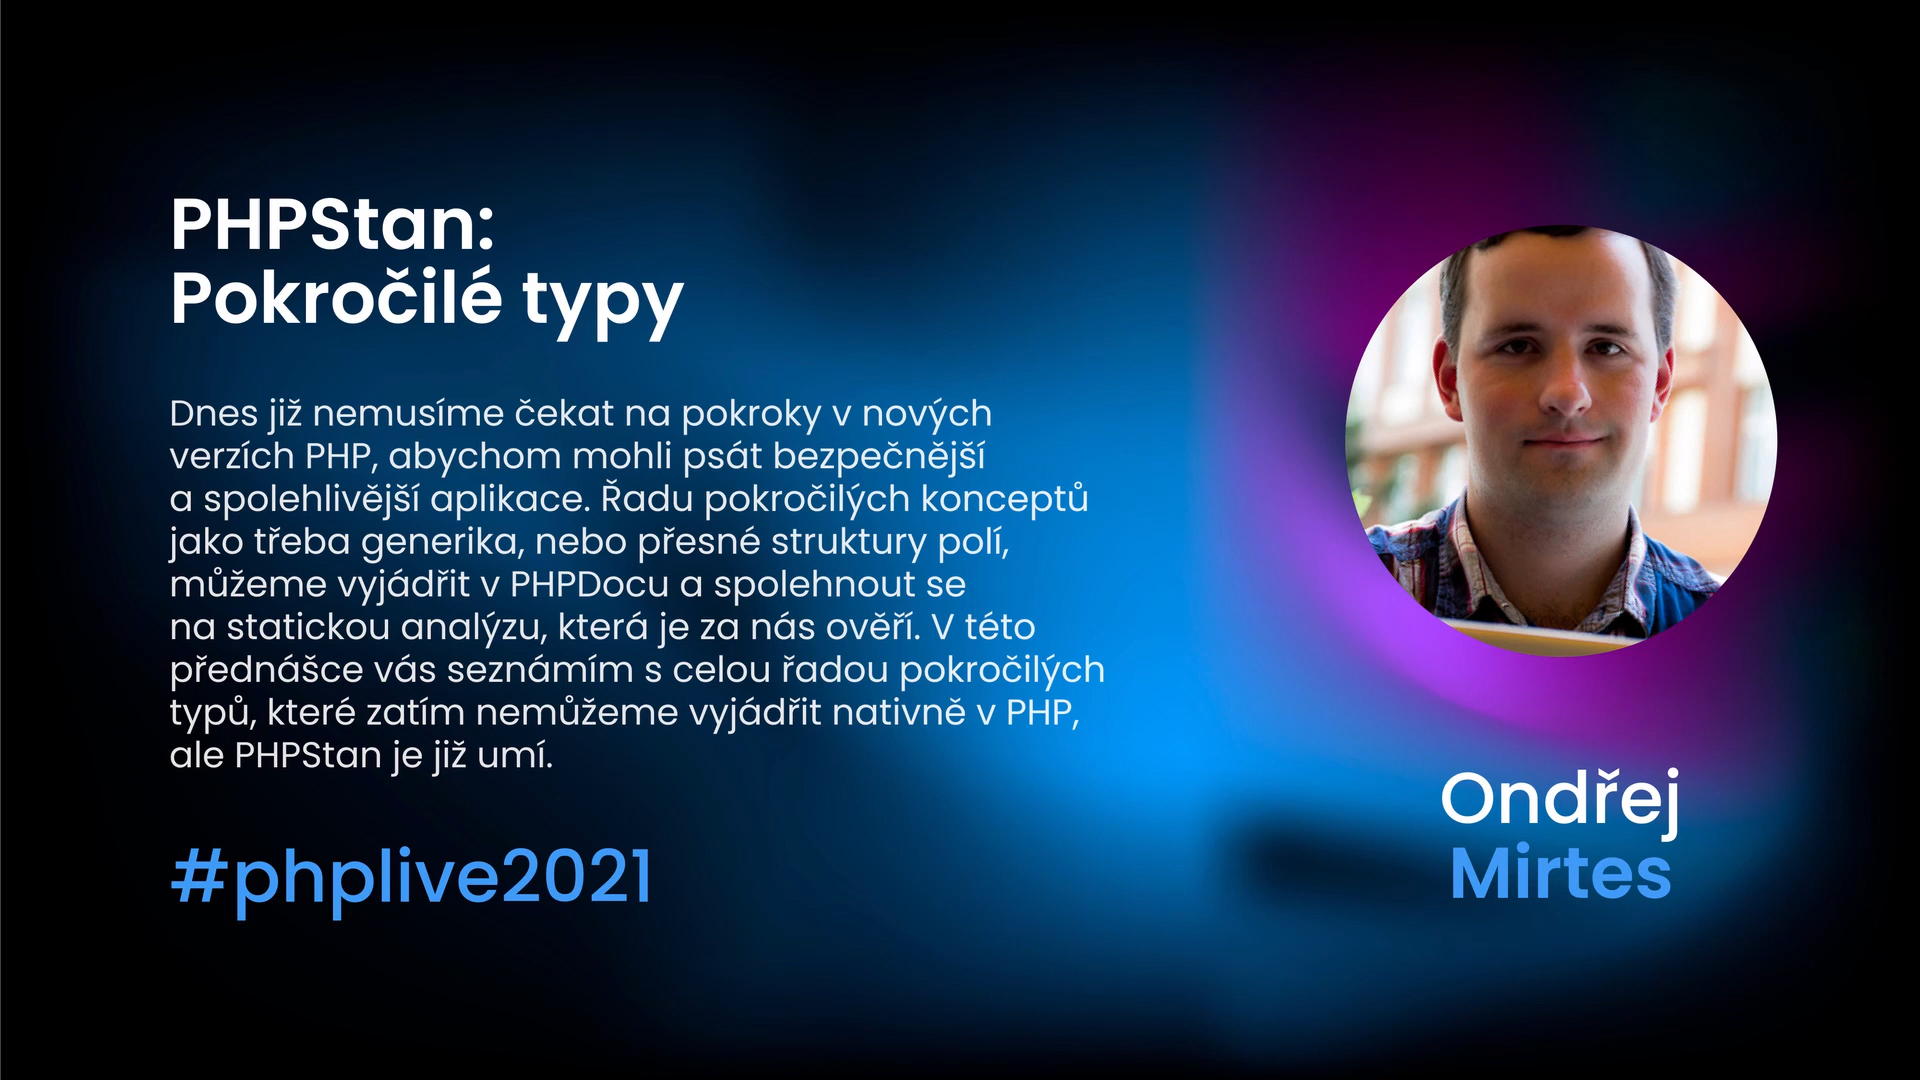 PHPStan:
Pokročilé typy
Dnes již nemusíme čekat na pokroky v nových
verzích PHP, abychom mohli psát bezpečnější
a spolehlivější aplikace. Řadu pokročilých konceptů
jako třeba generika, nebo přesné struktury polí,
můžeme vyjádřit v PHPDocu a spolehnout se
na statickou analýzu, která je za nás ověří. V této
přednášce vás seznámím s celou řadou pokročilých
typů, které zatím nemůžeme vyjádřit nativně v PHP,
ale PHPStan je již umí.
#phplive2021
Ondřej
Mirtes